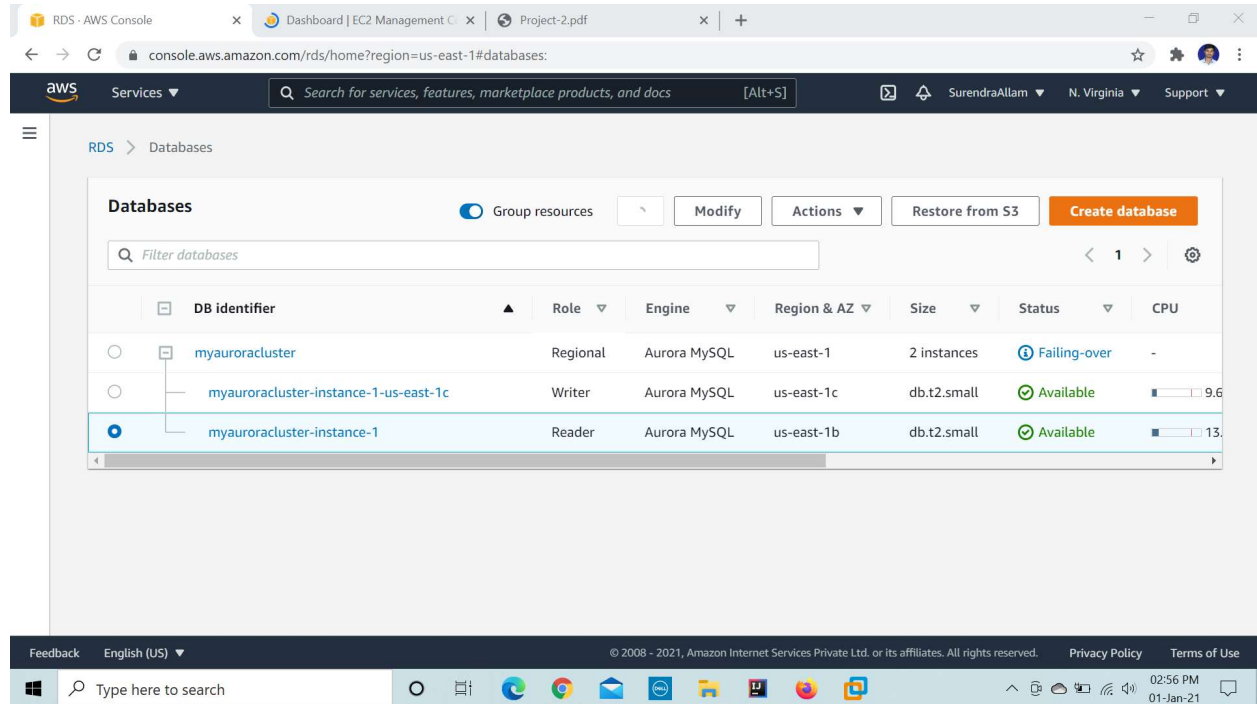 RDS · AWS Console
Dashboard | EC2 Management C
Project-2.pdf
console.aws.amazon.com/rds/home?region=us-east-1#databases:
aws Services ▼ Search for services, features, marketplace products, and docs [Alt+S] SurendraAllam ▼ N. Virginia ▼ Support ▼
RDS > Databases
Databases Group resources Modify Actions ▼ Restore from S3 Create database
Filter databases < 1 >
DB identifier Role Engine Region & AZ Size Status CPU
myauroracluster Regional Aurora MySQL us-east-1 2 instances Failing-over -
myauroracluster-instance-1-us-east-1c Writer Aurora MySQL us-east-1c db.t2.small Available 9.6
myauroracluster-instance-1 Reader Aurora MySQL us-east-1b db.t2.small Available 13.
Feedback English (US) ▼ © 2008 - 2021, Amazon Internet Services Private Ltd. or its affiliates. All rights reserved. Privacy Policy Terms of Use
Type here to search DELL IJ 02:56 PM
01-Jan-21